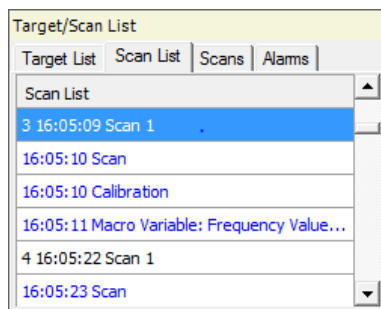 Target/Scan List
Target List Scan List Scans Alarms
Scan List
3 16:05:09 Scan 1
16:05:10 Scan
16:05:10 Calibration
16:05:11 Macro Variable: Frequency Value...
4 16:05:22 Scan 1
16:05:23 Scan